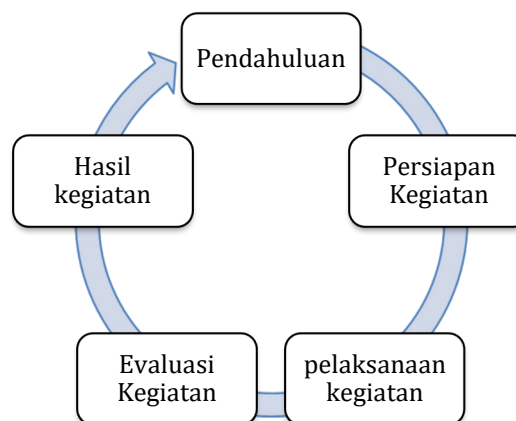 Pendahuluan
Persiapan
Kegiatan
pelaksanaan
kegiatan
Evaluasi
Kegiatan
Hasil
kegiatan